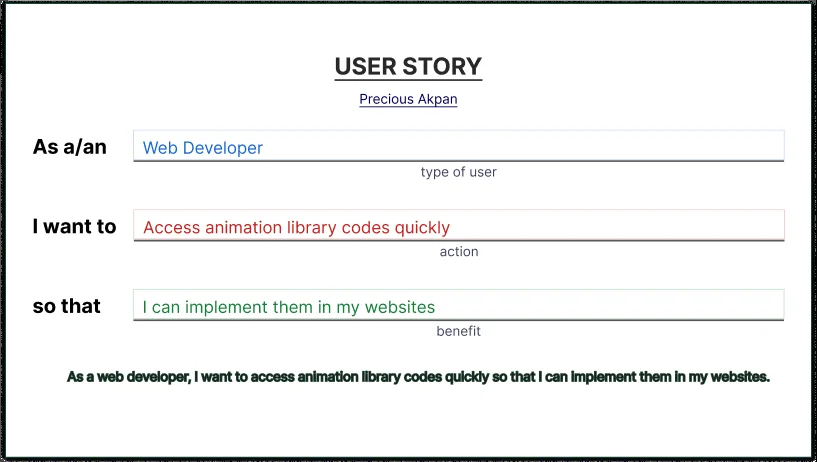 USER STORY
Precious Akpan
As a/an Web Developer
type of user
I want to Access animation library codes quickly
action
so that I can implement them in my websites
benefit
As a web developer, I want to access animation library codes quickly so that I can implement them in my websites.